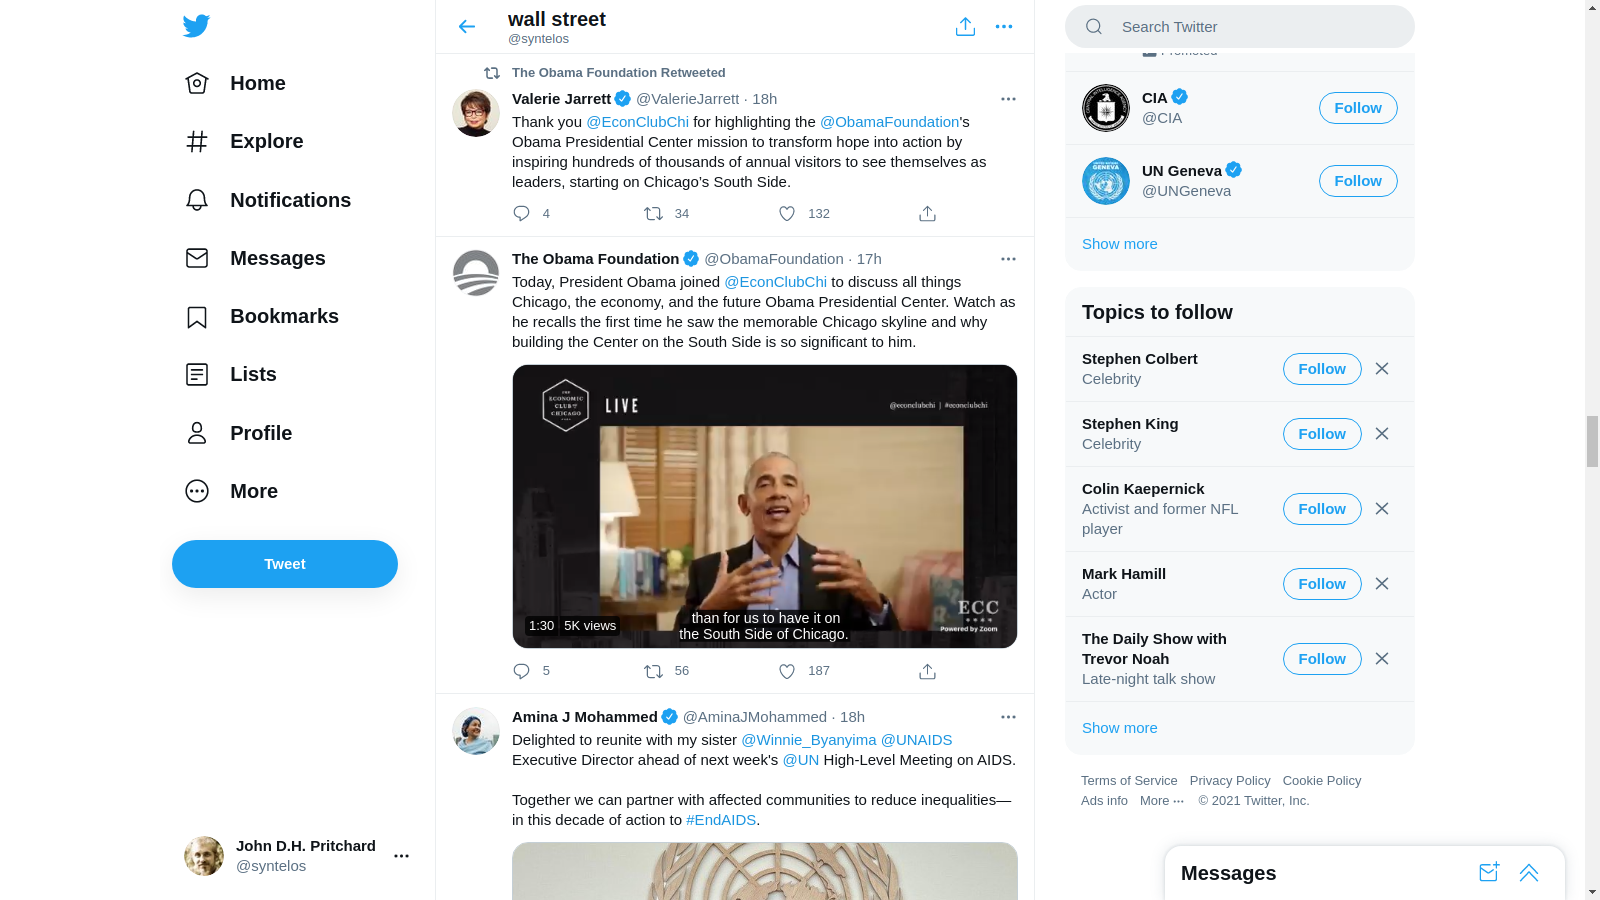 Home
Explore
Notifications
Messages
Bookmarks
Lists
Profile
More
Tweet
John D.H. Pritchard
@syntelos
wall street
@syntelos
The Obama Foundation Retweeted
Valerie Jarrett @ValerieJarrett · 18h
Thank you @EconClubChi for highlighting the @ObamaFoundation's
Obama Presidential Center mission to transform hope into action by
inspiring hundreds of thousands of annual visitors to see themselves as
leaders, starting on Chicago’s South Side.
4 34 132
The Obama Foundation @ObamaFoundation · 17h
Today, President Obama joined @EconClubChi to discuss all things
Chicago, the economy, and the future Obama Presidential Center. Watch as
he recalls the first time he saw the memorable Chicago skyline and why
building the Center on the South Side is so significant to him.
THE
ECONOMIC
CLUB OF
CHICAGO
LIVE
@econclubchi | #econclubchi
ECC
Powered by Zoom
1:30 5K views
than for us to have it on
the South Side of Chicago.
5 56 187
Amina J Mohammed @AminaJMohammed · 18h
Delighted to reunite with my sister @Winnie_Byanyima @UNAIDS
Executive Director ahead of next week's @UN High-Level Meeting on AIDS.
Together we can partner with affected communities to reduce inequalities—
in this decade of action to #EndAIDS.
Search Twitter
Promoted
CIA
@CIA
Follow
UN Geneva
@UNGeneva
Follow
Show more
Topics to follow
Stephen Colbert
Celebrity
Follow
Stephen King
Celebrity
Follow
Colin Kaepernick
Activist and former NFL
player
Follow
Mark Hamill
Actor
Follow
The Daily Show with
Trevor Noah
Late-night talk show
Follow
Show more
Terms of Service Privacy Policy Cookie Policy
Ads info More ··· © 2021 Twitter, Inc.
Messages